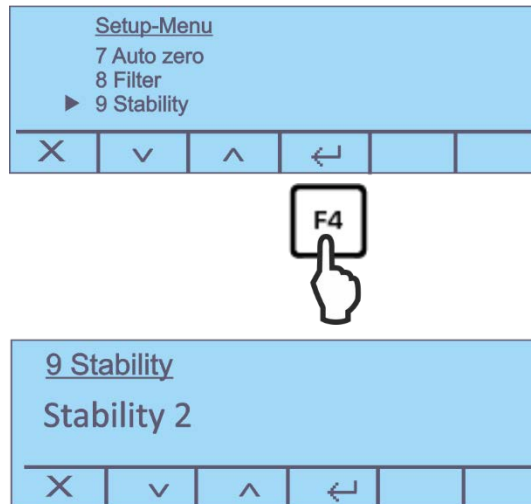 Setup-Menu
7 Auto zero
8 Filter
9 Stability
F4
9 Stability
Stability 2